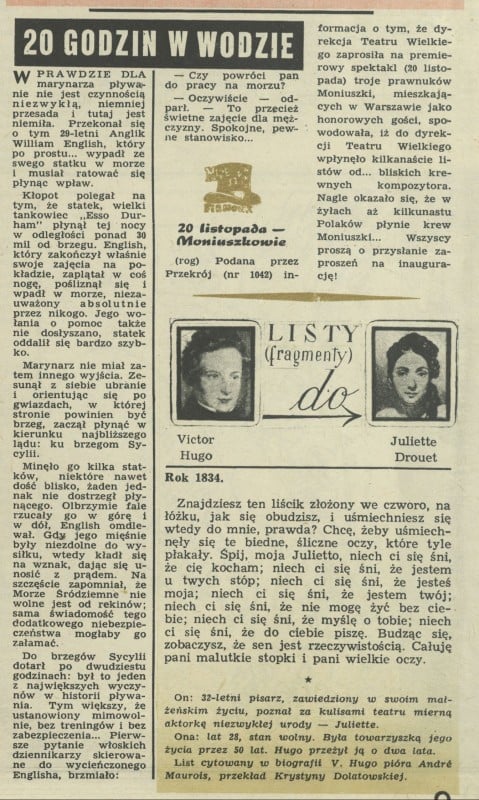 20 GODZIN W WODZIE
WPRAWDZIE DLA
marynarza pływa-
nie nie jest czynnością
niezwykłą, niemniej
przesada i tutaj jest
niemiła. Przekonał się
o tym 29-letni Anglik
William English, który
po prostu... wypadł ze
swego statku w morze
i musiał ratować się
płynąc wpław.
Kłopot polegał na
tym, że statek, wielki
tankowiec „Esso Dur-
ham" płynął tej nocy
w odległości ponad 30
mil od brzegu. English,
który zakończył właśnie
swoje zajęcia na po-
kładzie, zaplątał w coś
nogę, poślizgnął się i
wpadł w morze, nieza-
uważony absolutnie
przez nikogo. Jego wo-
łania o pomoc także
nie dosłyszano, statek
oddalił się bardzo szyb-
ko.
Marynarz nie miał za-
tem innego wyjścia. Ze-
sunął z siebie ubranie
i orientując się po
gwiazdach, w której
stronie powinien być
brzeg, zaczął płynąć w
kierunku najbliższego
lądu: ku brzegom Sy-
cylii.
Minęło go kilka stat-
ków, niektóre nawet
dość blisko, żaden jed-
nak nie dostrzegł pły-
nącego. Olbrzymie fale
rzucały go w górę i
w dół, English omdle-
wał. Gdy jego mięśnie
były niezdolne do wy-
siłku, wtedy kładł się
na wznak, dając się u-
nosić z prądem. Na
szczęście zapomniał, że
Morze Śródziemne nie
wolne jest od rekinów;
sama świadomość tego
dodatkowego niebezpie-
czeństwa mogłaby go
załamać.
Do brzegów Sycylii
dotarł po dwudziestu
godzinach: był to jeden
z największych wyczy-
nów w historii pływa-
nia. Tym większy, że
ustanowiony mimowol-
nie, bez treningów i bez
zabezpieczenia... Pierw-
sze pytanie włoskich
dziennikarzy skierowa-
ne do wycieńczonego
Englisha, brzmiało:
— Czy powróci pan
do pracy na morzu?
— Oczywiście — od-
parł. — To przecież
świetne zajęcie dla męż-
czyzny. Spokojne, pew-
ne stanowisko...
20 listopada —
Moniuszkowie
(rog) Podana przez
Przekrój (nr 1042) in-
formacja o tym, że dy-
rekcja Teatru Wielkie-
go zaprosiła na premie-
rowy spektakl (20 listo-
pada) troje prawnuków
Moniuszki, mieszkają-
cych w Warszawie jako
honorowych gości, spo-
wodowała, iż do dyrek-
cji Teatru Wielkiego
wpłynęło kilkanaście li-
stów od... bliskich kre-
wnych kompozytora.
Nagle okazało się, że w
żyłach aż kilkunastu
Polaków płynie krew
Moniuszki... Wszyscy
proszą o przysłanie za-
proszeń na inaugura-
cję!
LISTY
(fragmenty)
do
Victor
Hugo
Juliette
Drouet
Rok 1834.
Znajdziesz ten liścik złożony we czworo, na
łóżku, jak się obudzisz, i uśmiechniesz się
wtedy do mnie, prawda? Chcę, żeby uśmiech-
nęły się te biedne, śliczne oczy, które tyle
płakały. Śpij, moja Julietto, niech ci się śni,
że cię kocham; niech ci się śni, że jestem
u twych stóp; niech ci się śni, że jesteś
moja; niech ci się śni, że jestem twój;
niech ci się śni, że nie mogę żyć bez cie-
bie; niech ci się śni, że myślę o tobie; niech
ci się śni, że do ciebie piszę. Budząc się,
zobaczysz, że sen jest rzeczywistością. Całuję
pani malutkie stopki i pani wielkie oczy.
★
On: 32-letni pisarz, zawiedziony w swoim mał-
żeńskim życiu, poznał za kulisami teatru mierną
aktorkę niezwykłej urody — Juliette.
Ona: lat 28, stan wolny. Była towarzyszką jego
życia przez 50 lat. Hugo przeżył ją o dwa lata.
List cytowany w biografii V. Hugo pióra André
Maurois, przekład Krystyny Dolatowskiej.